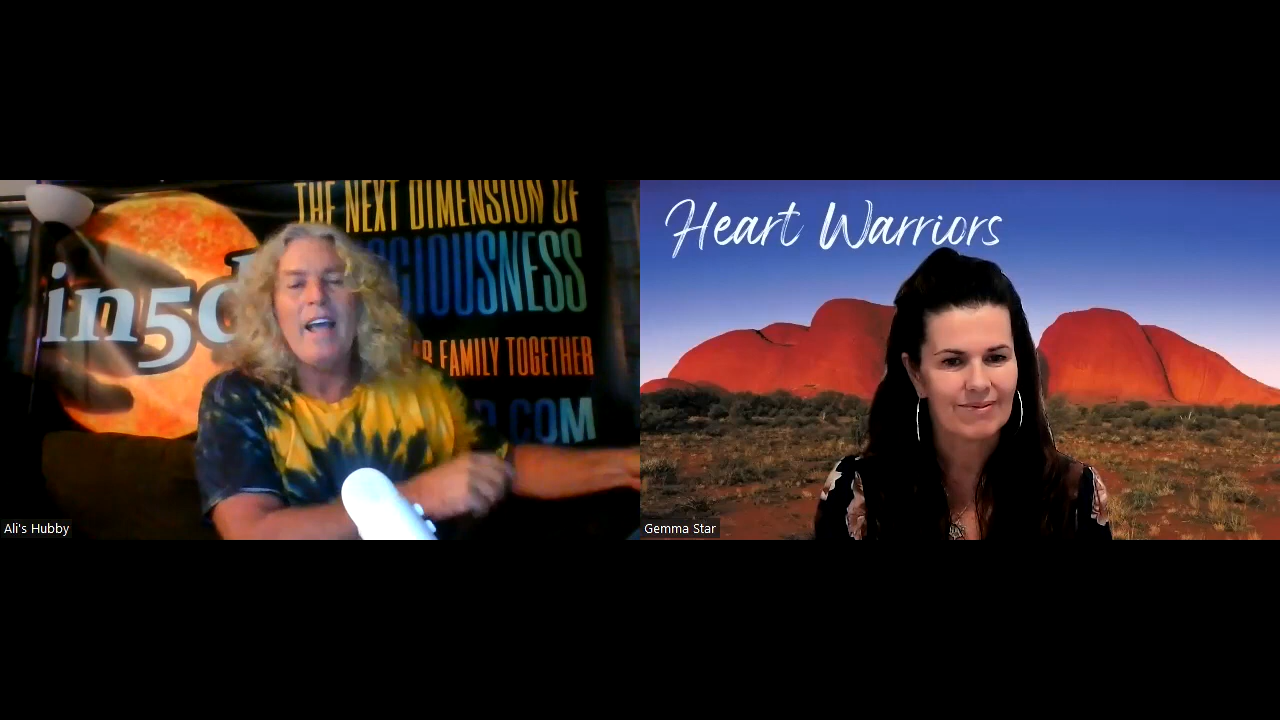 THE NEXT DIMENSION OF
in5d
FAMILY TOGETHER
.COM
Ali's Hubby
Heart Warriors
Gemma Star